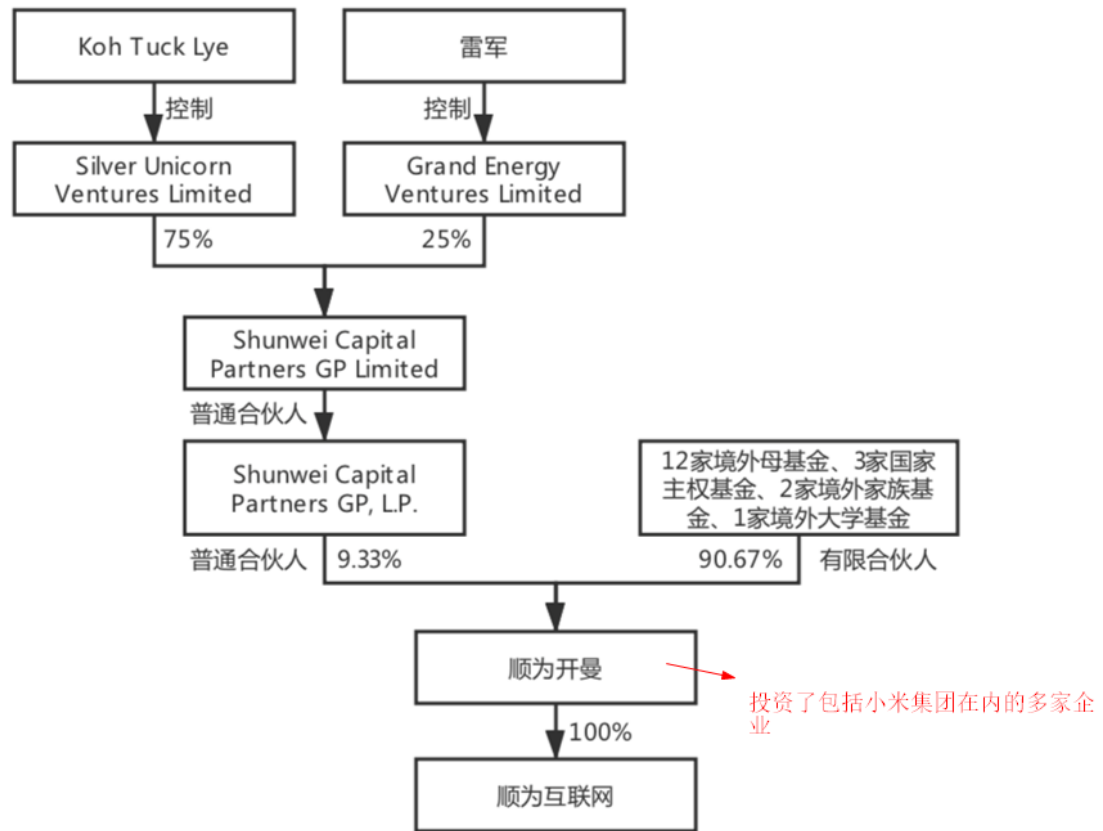 Koh Tuck Lye
雷军
控制
控制
Silver Unicorn
Ventures Limited
Grand Energy
Ventures Limited
75%
25%
Shunwei Capital
Partners GP Limited
普通合伙人
Shunwei Capital
Partners GP, L.P.
12家境外母基金、3家国家
主权基金、2家境外家族基
金、1家境外大学基金
普通合伙人
9.33%
90.67%
有限合伙人
顺为开曼
投资了包括小米集团在内的多家企
业
100%
顺为互联网